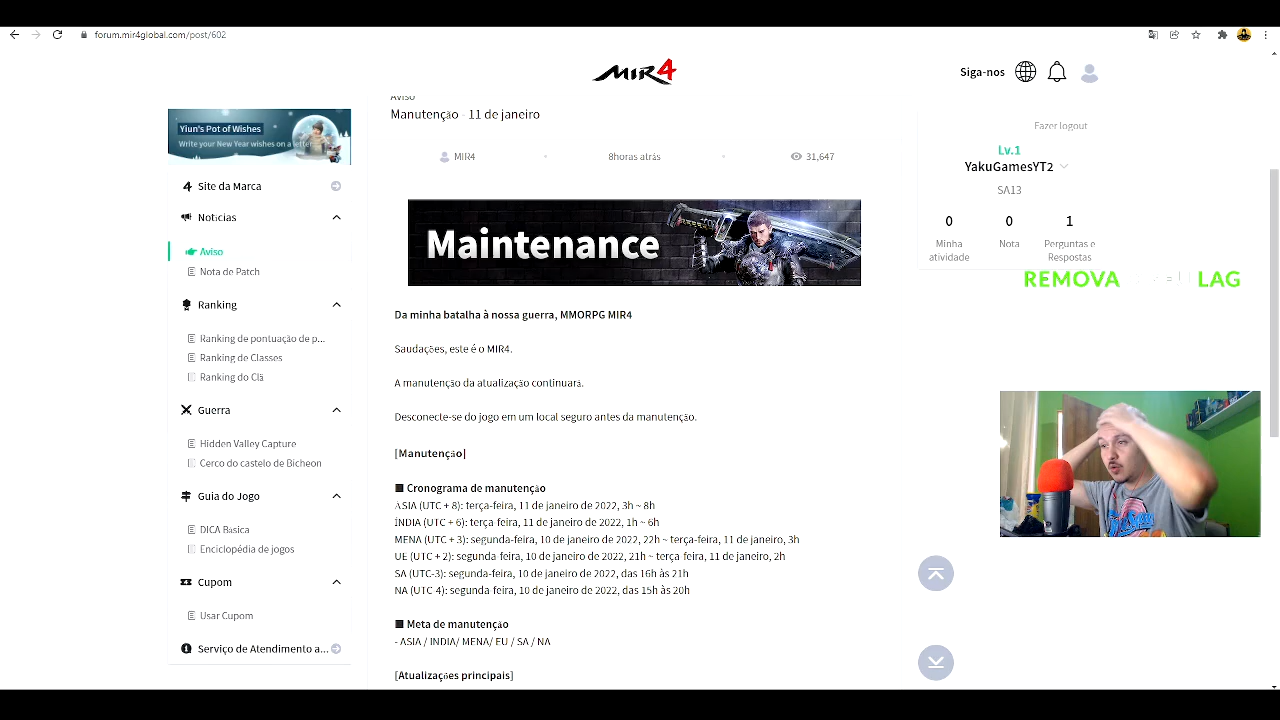 forum.mir4global.com/post/602
MIR4
Siga-nos
Yiun's Pot of Wishes
Write your New Year wishes on a letter
Site da Marca
Notícias
Aviso
Nota de Patch
Ranking
Ranking de pontuação de p...
Ranking de Classes
Ranking do Clã
Guerra
Hidden Valley Capture
Cerco do castelo de Bicheon
Guia do Jogo
DICA Básica
Enciclopédia de jogos
Cupom
Usar Cupom
Serviço de Atendimento a...
Aviso
Manutenção - 11 de janeiro
MIR4
8horas atrás
31,647
Maintenance
Da minha batalha à nossa guerra, MMORPG MIR4
Saudações, este é o MIR4.
A manutenção da atualização continuará.
Desconecte-se do jogo em um local seguro antes da manutenção.
[Manutenção]
■ Cronograma de manutenção
ASIA (UTC + 8): terça-feira, 11 de janeiro de 2022, 3h ~ 8h
ÍNDIA (UTC + 6): terça-feira, 11 de janeiro de 2022, 1h ~ 6h
MENA (UTC + 3): segunda-feira, 10 de janeiro de 2022, 22h ~ terça-feira, 11 de janeiro, 3h
UE (UTC + 2): segunda-feira, 10 de janeiro de 2022, 21h ~ terça-feira, 11 de janeiro, 2h
SA (UTC-3): segunda-feira, 10 de janeiro de 2022, das 16h às 21h
NA (UTC-4): segunda-feira, 10 de janeiro de 2022, das 15h às 20h
■ Meta de manutenção
- ASIA / INDIA/ MENA/ EU / SA / NA
[Atualizações principais]
Fazer logout
Lv.1
YakuGamesYT2
SA13
0 0 1
Minha atividade
Nota
Perguntas e Respostas
REMOVA LAG